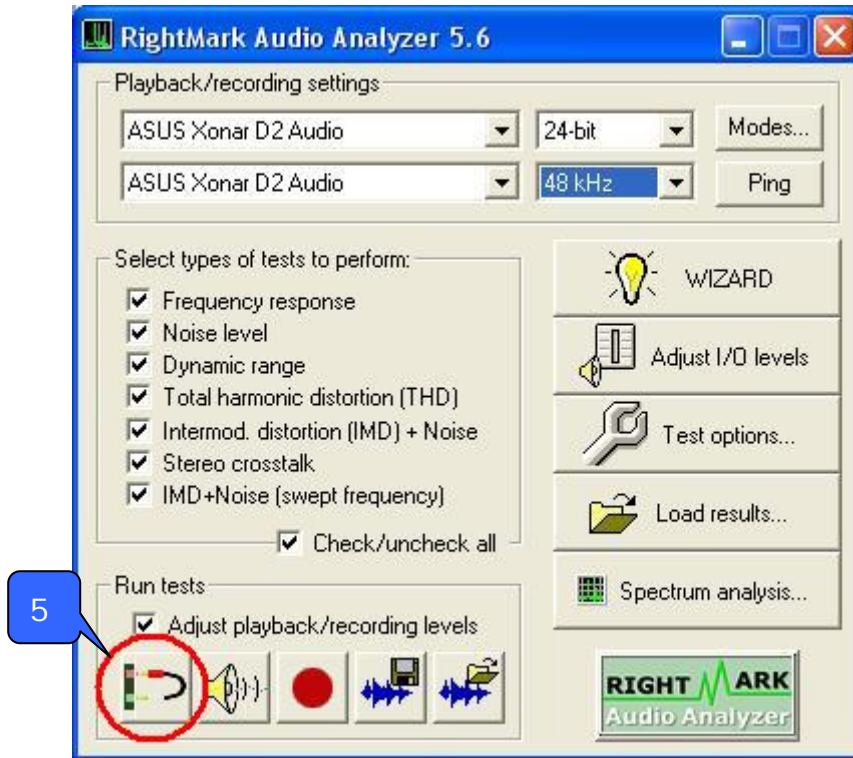 RightMark Audio Analyzer 5.6
Playback/recording settings
ASUS Xonar D2 Audio
24-bit
Modes...
ASUS Xonar D2 Audio
48 kHz
Ping
Select types of tests to perform:
Frequency response
Noise level
Dynamic range
Total harmonic distortion (THD)
Intermod. distortion (IMD) + Noise
Stereo crosstalk
IMD+Noise (swept frequency)
Check/uncheck all
WIZARD
Adjust I/O levels
Test options...
Load results...
Spectrum analysis...
Run tests
Adjust playback/recording levels
5
RIGHT MARK
Audio Analyzer